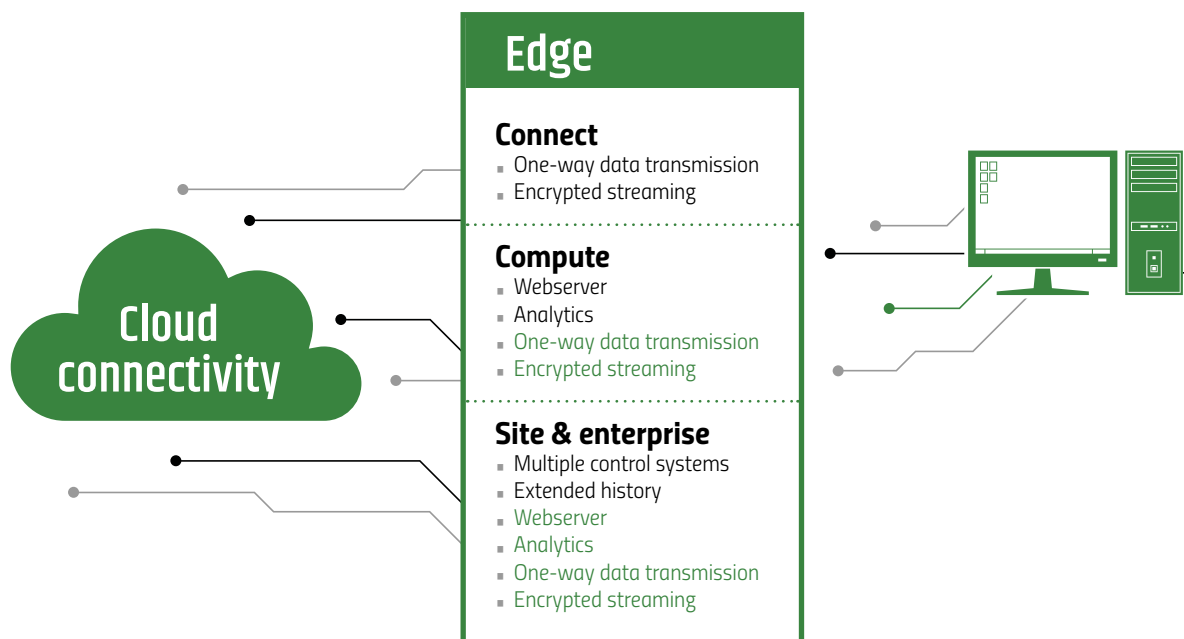 Edge
Connect
One-way data transmission
Encrypted streaming
Compute
Webserver
Analytics
One-way data transmission
Encrypted streaming
Site & enterprise
Multiple control systems
Extended history
Webserver
Analytics
One-way data transmission
Encrypted streaming
Cloud
connectivity